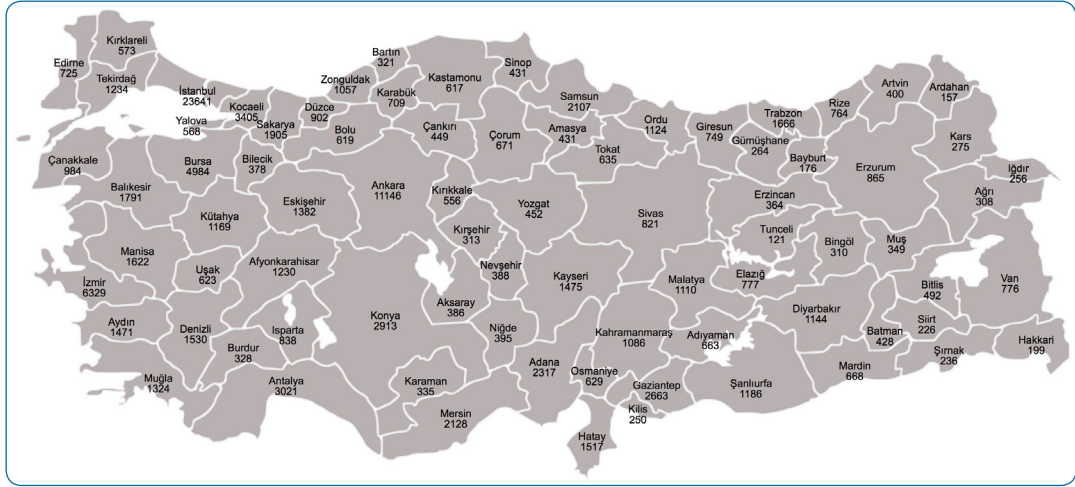 Kırklareli
573
Edirne
725
Tekirdağ
1234
İstanbul
23641
Kocaeli
3405
Yalova
568
Sakarya
1905
Düzce
902
Zonguldak
1057
Bartın
321
Karabük
709
Kastamonu
617
Sinop
431
Samsun
2107
Ordu
1124
Giresun
749
Trabzon
1666
Rize
764
Artvin
400
Ardahan
157
Kars
275
Iğdır
256
Ağrı
308
Erzurum
865
Bayburt
176
Gümüşhane
264
Tokat
635
Amasya
431
Çorum
671
Çankırı
449
Bolu
619
Bilecik
378
Bursa
4984
Çanakkale
984
Balıkesir
1791
Kütahya
1169
Eskişehir
1382
Ankara
11146
Kırıkkale
556
Kırşehir
313
Yozgat
452
Sivas
821
Erzincan
364
Tunceli
121
Bingöl
310
Muş
349
Van
776
Bitlis
492
Siirt
226
Batman
428
Şırnak
236
Hakkari
199
Mardin
668
Diyarbakır
1144
Elazığ
777
Malatya
1110
Adıyaman
663
Şanlıurfa
1186
Kahramanmaraş
1086
Gaziantep
2663
Kilis
250
Osmaniye
629
Hatay
1517
Adana
2317
Kayseri
1475
Nevşehir
388
Niğde
395
Aksaray
386
Konya
2913
Karaman
335
Mersin
2128
Antalya
3021
Isparta
838
Burdur
328
Afyonkarahisar
1230
Uşak
623
Manisa
1622
İzmir
6329
Aydın
1471
Denizli
1530
Muğla
1324